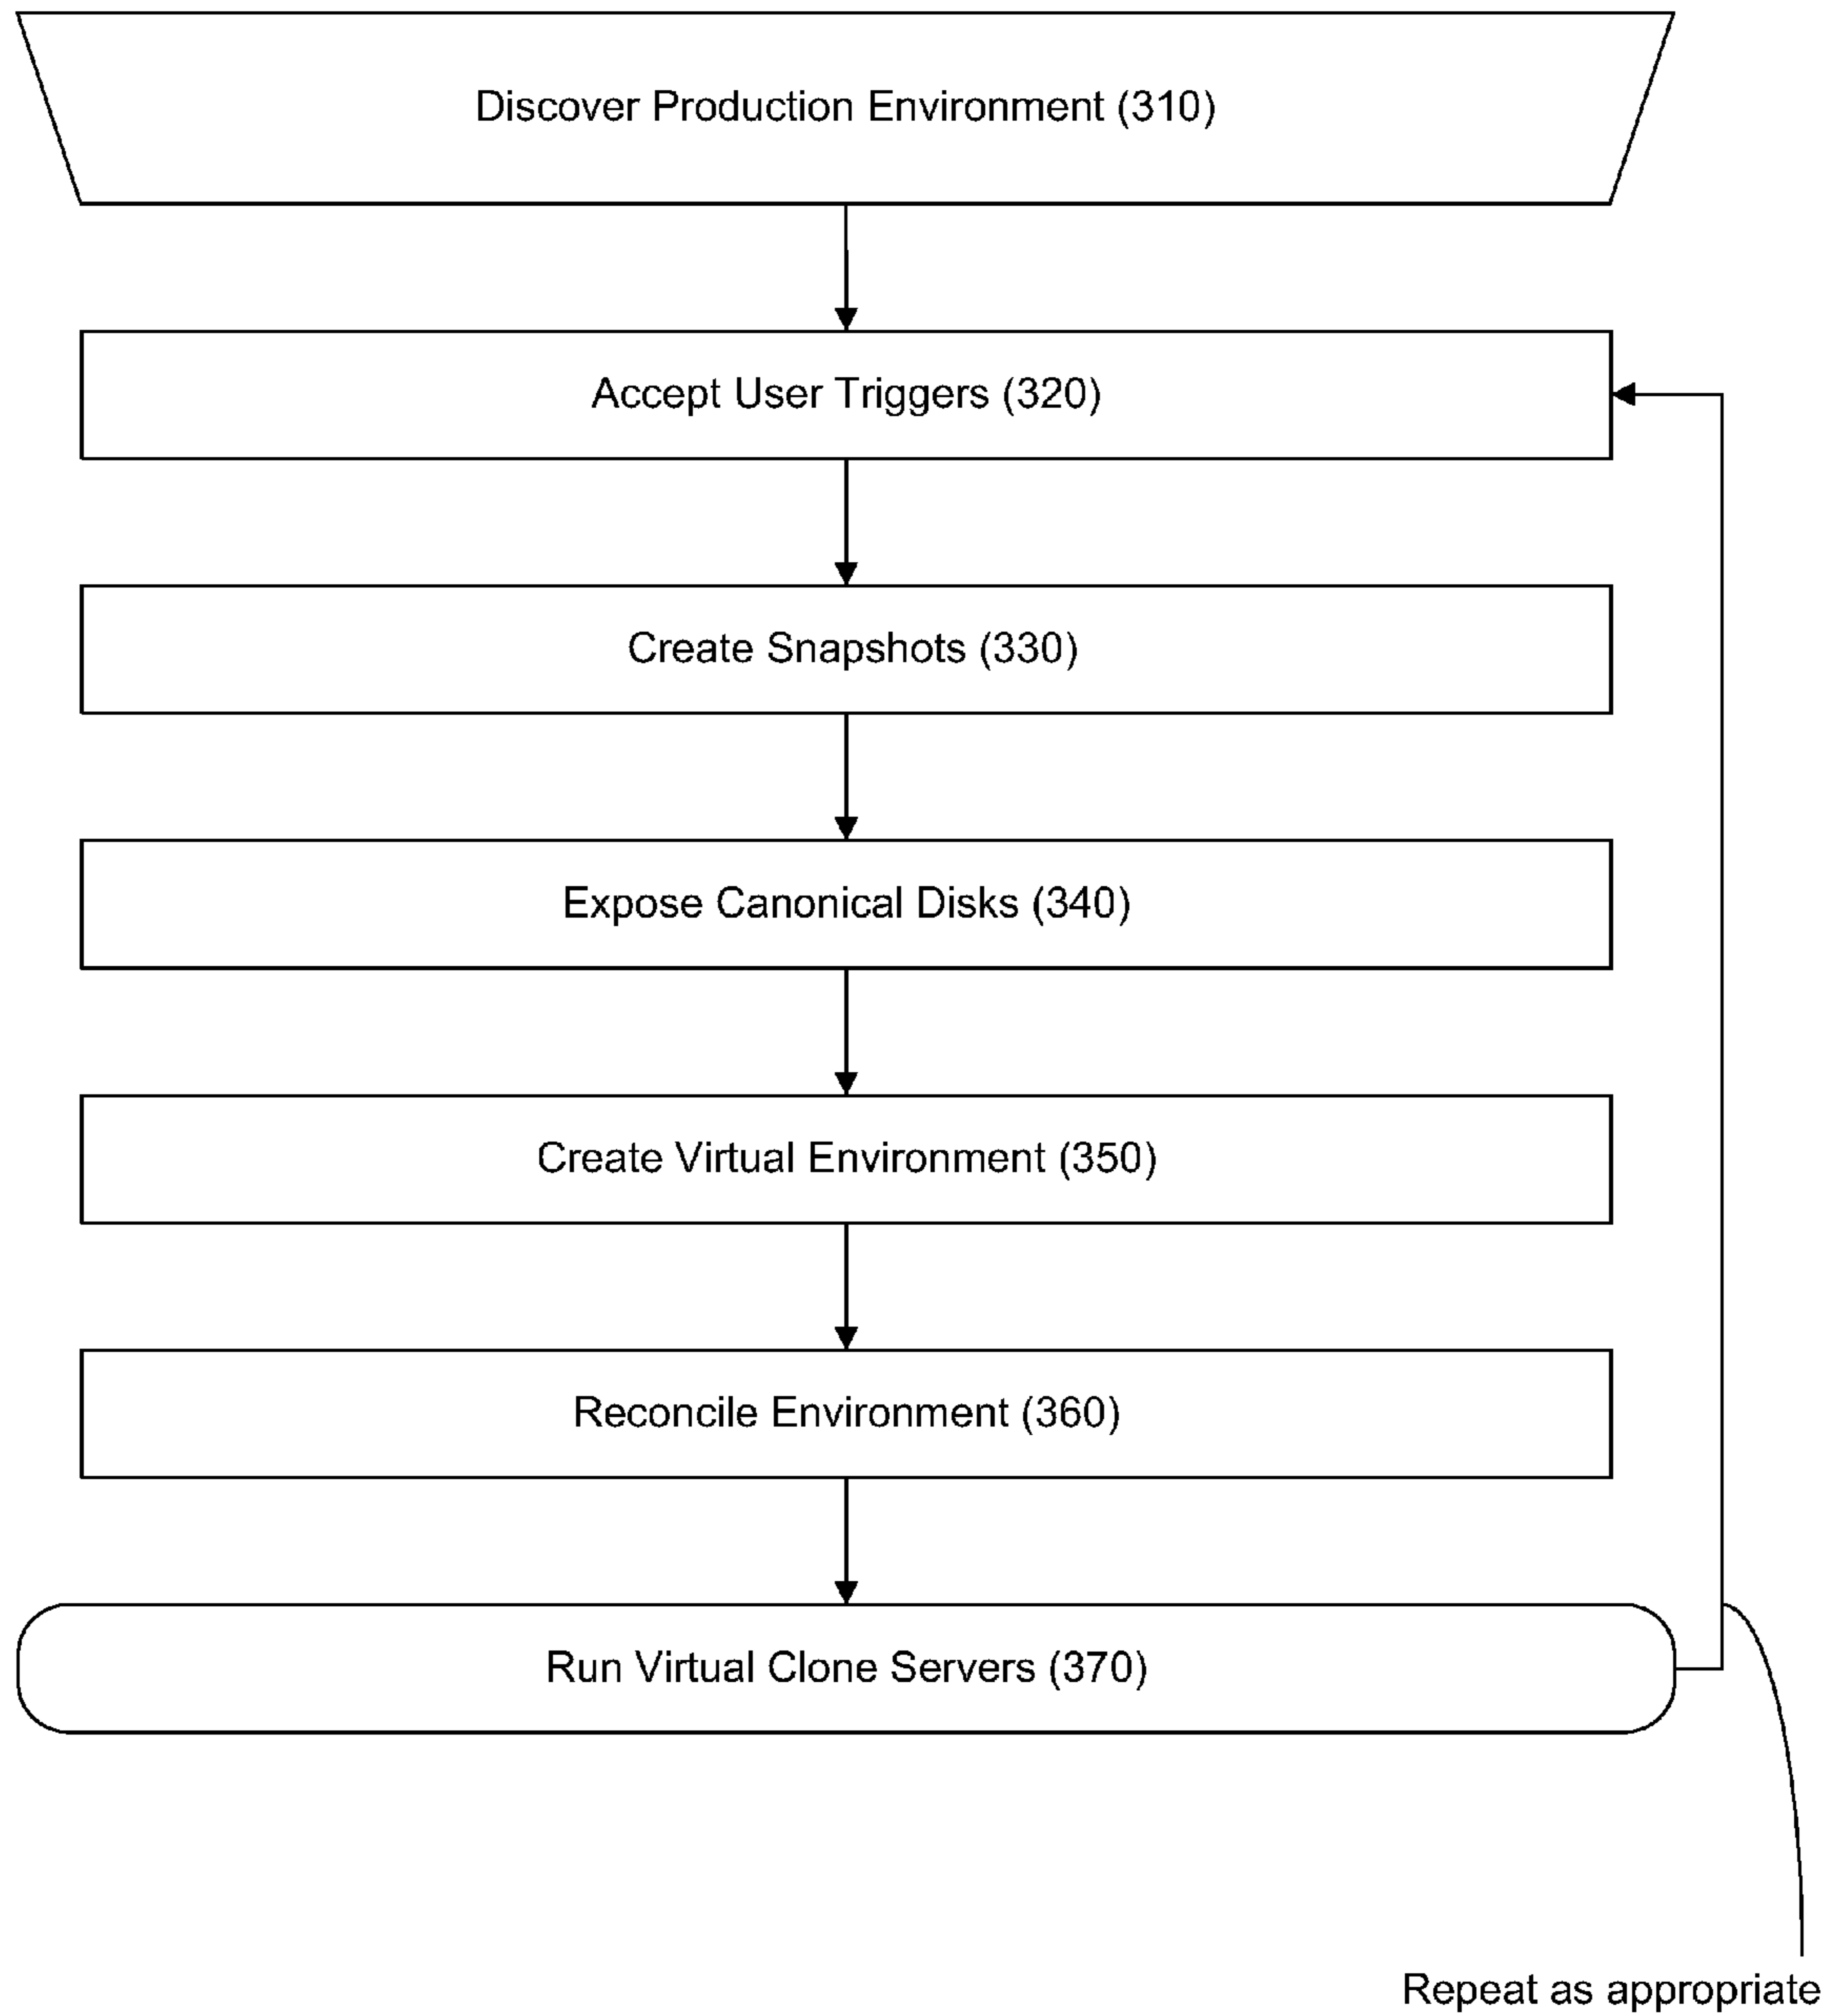 Discover Production Environment (310)
Accept User Triggers (320)
Create Snapshots (330)
Expose Canonical Disks (340)
Create Virtual Environment (350)
Reconcile Environment (360)
Run Virtual Clone Servers (370)
Repeat as appropriate